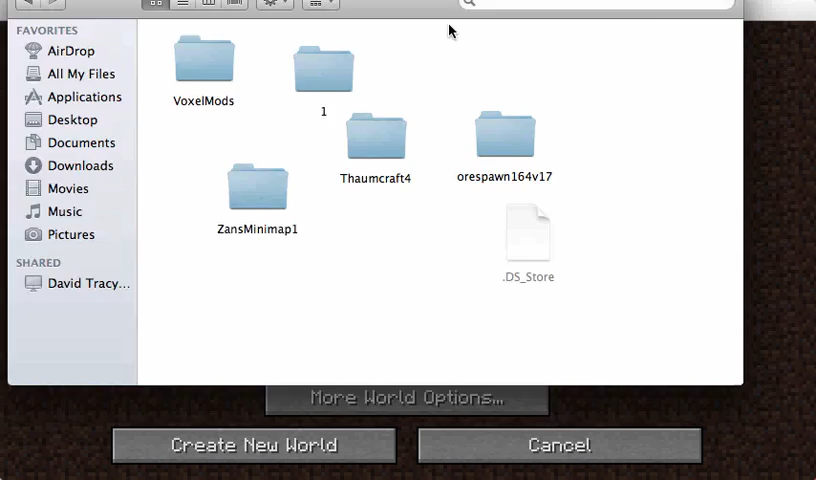 FAVORITES
AirDrop
All My Files
Applications
Desktop
Documents
Downloads
Movies
Music
Pictures
SHARED
David Tracy...
VoxelMods
1
Thaumcraft4
orespawn164v17
ZansMinimap1
.DS_Store
More World Options...
Create New World
Cancel